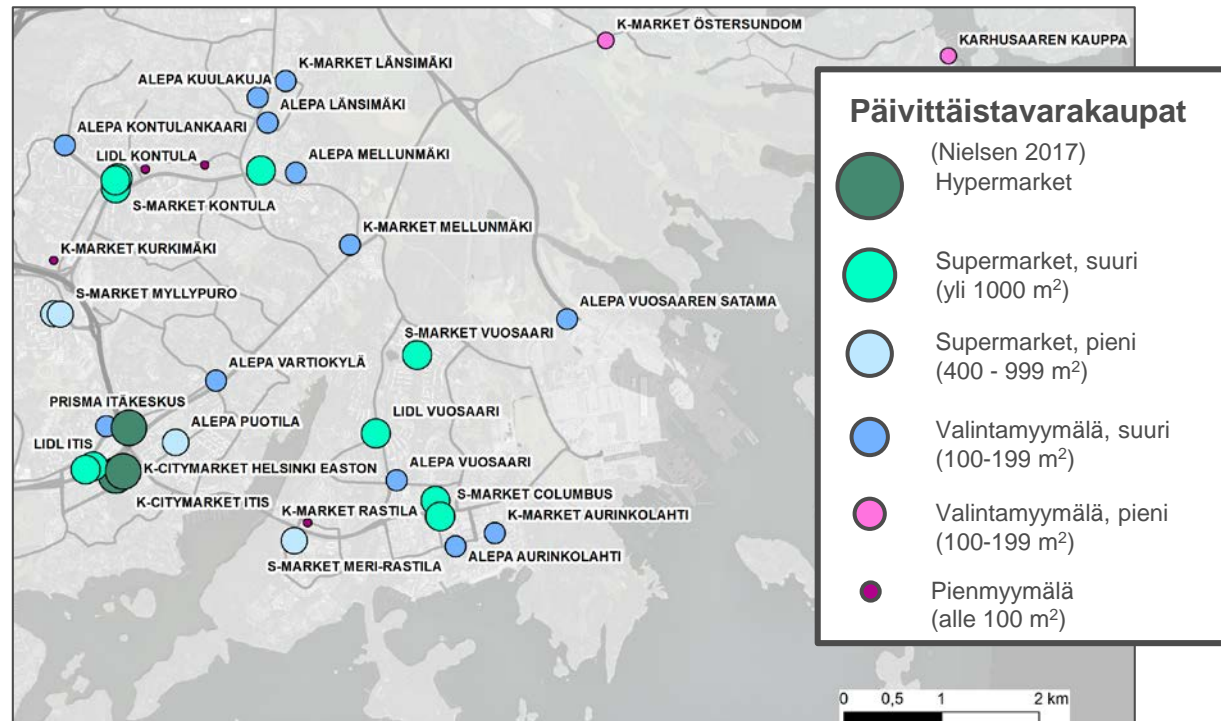 K-MARKET ÖSTERSUNDOM
KARHUSAAREN KAUPPA
K-MARKET LÄNSIMÄKI
ALEPA KUULAKUJA
ALEPA LÄNSIMÄKI
ALEPA KONTULANKAARI
LIDL KONTULA
ALEPA MELLUNMÄKI
S-MARKET KONTULA
K-MARKET MELLUNMÄKI
K-MARKET KURKIMÄKI
S-MARKET MYLLYPURO
ALEPA VUOSAAREN SATAMA
S-MARKET VUOSAARI
ALEPA VARTIOKYLÄ
PRISMA ITÄKESKUS
ALEPA PUOTILA
LIDL VUOSAARI
LIDL ITIS
K-CITYMARKET HELSINKI EASTON
ALEPA VUOSAARI
K-CITYMARKET ITIS
S-MARKET COLUMBUS
K-MARKET RASTILA
K-MARKET AURINKOLAHTI
ALEPA AURINKOLAHTI
S-MARKET MERI-RASTILA
Päivittäistavarakaupat
(Nielsen 2017)
Hypermarket
Supermarket, suuri
(yli 1000 m²)
Supermarket, pieni
(400 - 999 m²)
Valintamyymälä, suuri
(100-199 m²)
Valintamyymälä, pieni
(100-199 m²)
Pienmyymälä
(alle 100 m²)
0 0,5 1 2 km